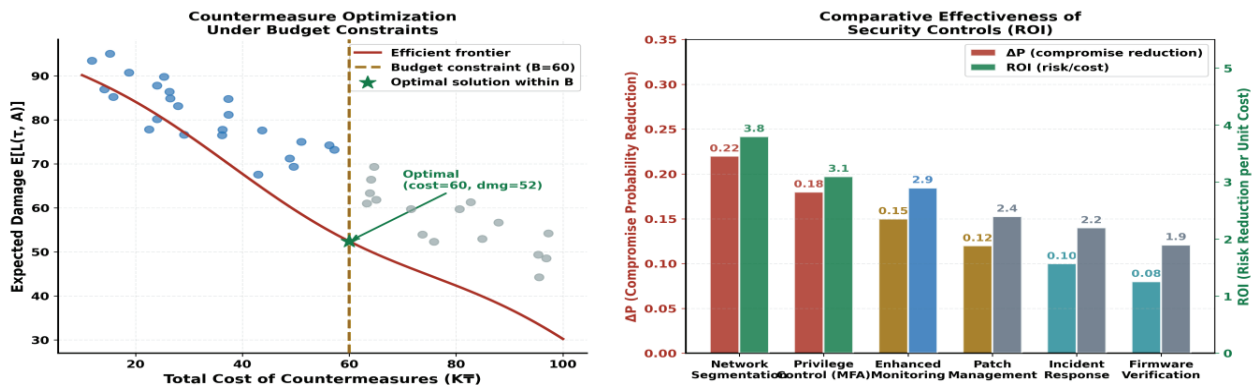 Countermeasure Optimization
Under Budget Constraints
Efficient frontier
Budget constraint (B=60)
Optimal solution within B
Expected Damage E[L(τ, A)]
90
80
70
60
50
40
30
Optimal
(cost=60, dmg=52)
20
40
60
80
100
Total Cost of Countermeasures (K₸)
Comparative Effectiveness of
Security Controls (ROI)
ΔP (compromise reduction)
ROI (risk/cost)
ΔP (Compromise Probability Reduction)
0.35
0.30
0.25
0.20
0.15
0.10
0.05
0.00
0.22
3.8
0.18
3.1
0.15
2.9
0.12
2.4
0.10
2.2
0.08
1.9
5
4
3
2
1
0
ROI (Risk Reduction per Unit Cost)
Network
Segmentation
Privilege
Control (MFA)
Enhanced
Monitoring
Patch
Management
Incident
Response
Firmware
Verification